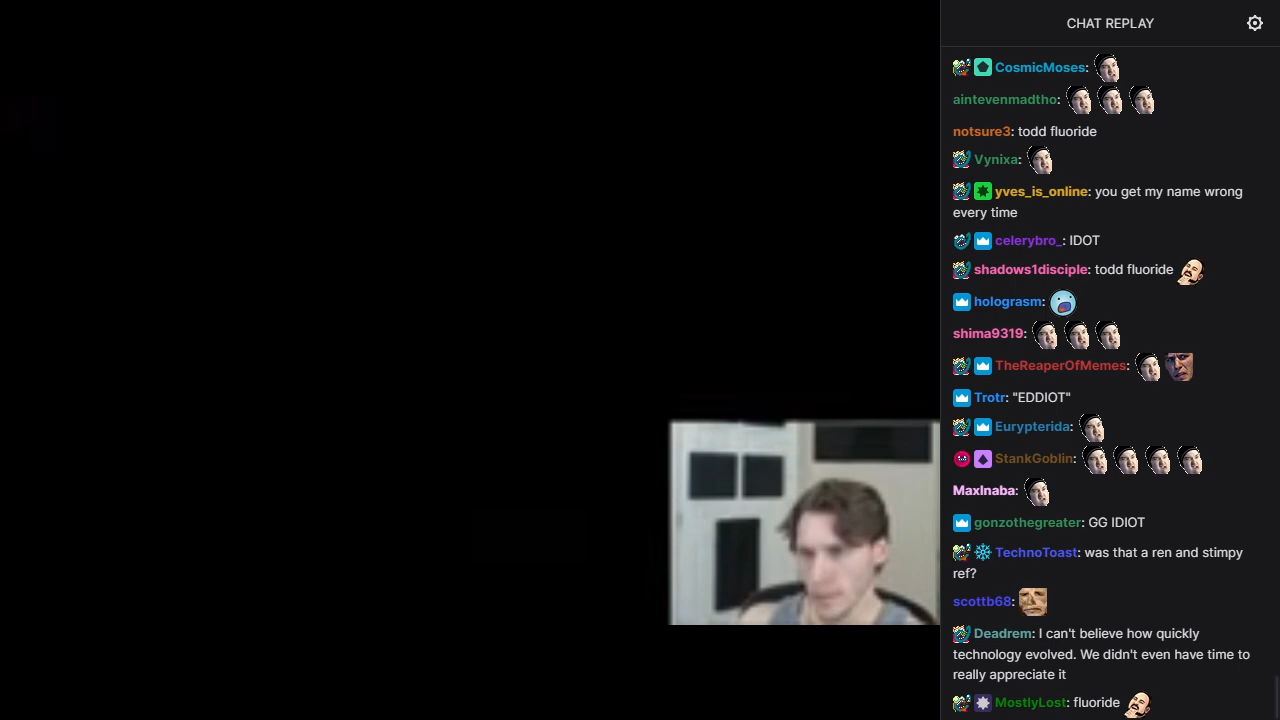 CHAT REPLAY
CosmicMoses:
aintevenmadtho:
notsure3: todd fluoride
Vynixa:
yves_is_online: you get my name wrong
every time
celerybro_: IDOT
shadows1disciple: todd fluoride
holograsm:
shima9319:
TheReaperOfMemes:
Trotr: "EDDIOT"
Eurypterida:
StankGoblin:
MaxInaba:
gonzothegreater: GG IDIOT
TechnoToast: was that a ren and stimpy
ref?
scottb68:
Deadrem: I can't believe how quickly
technology evolved. We didn't even have time to
really appreciate it
MostlyLost: fluoride